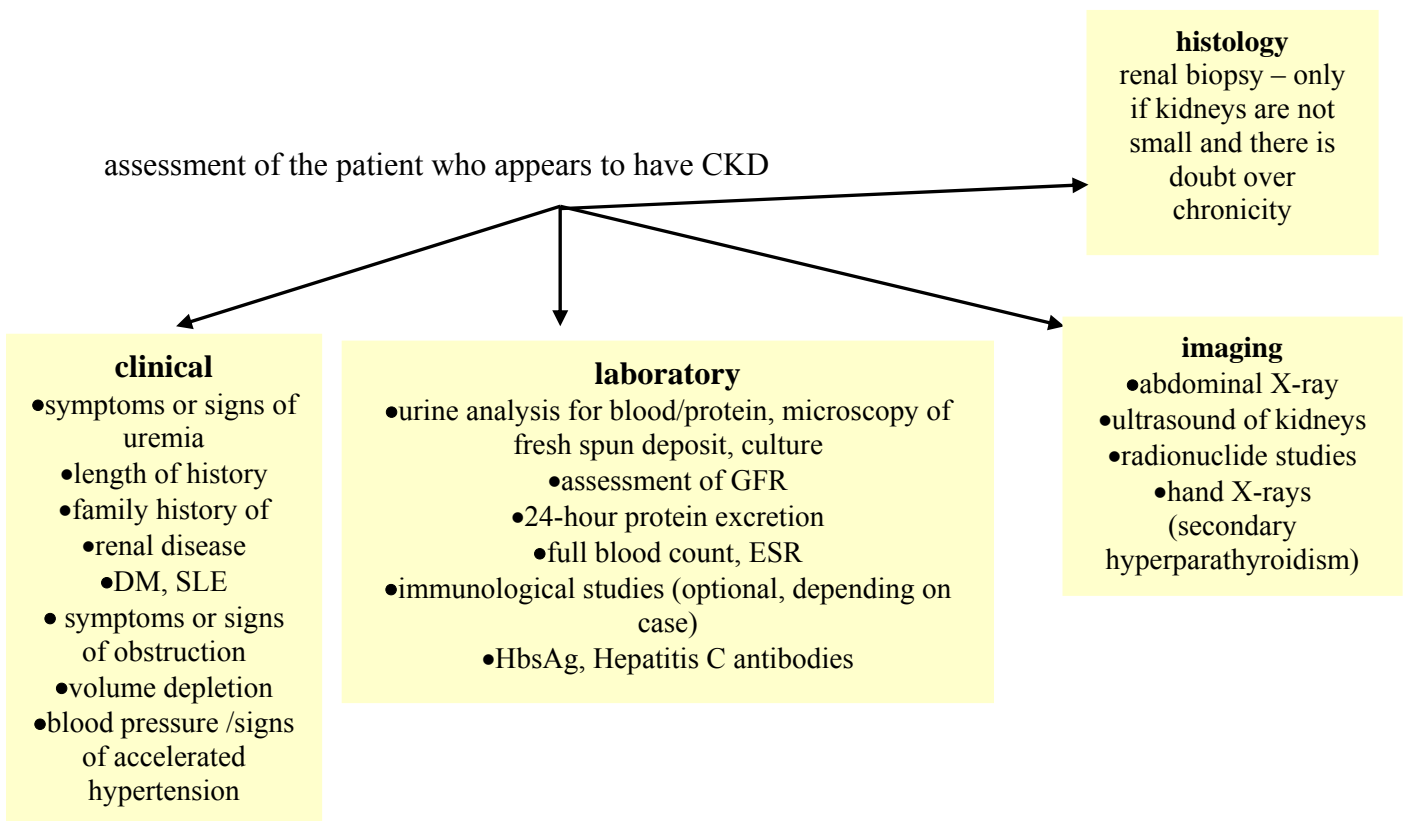 assessment of the patient who appears to have CKD
histology
renal biopsy – only
if kidneys are not
small and there is
doubt over
chronicity
clinical
•symptoms or signs of
uremia
•length of history
•family history of
•renal disease
•DM, SLE
• symptoms or signs
of obstruction
•volume depletion
•blood pressure /signs
of accelerated
hypertension
laboratory
•urine analysis for blood/protein, microscopy of
fresh spun deposit, culture
•assessment of GFR
•24-hour protein excretion
•full blood count, ESR
•immunological studies (optional, depending on
case)
•HbsAg, Hepatitis C antibodies
imaging
•abdominal X-ray
•ultrasound of kidneys
•radionuclide studies
•hand X-rays
(secondary
hyperparathyroidism)